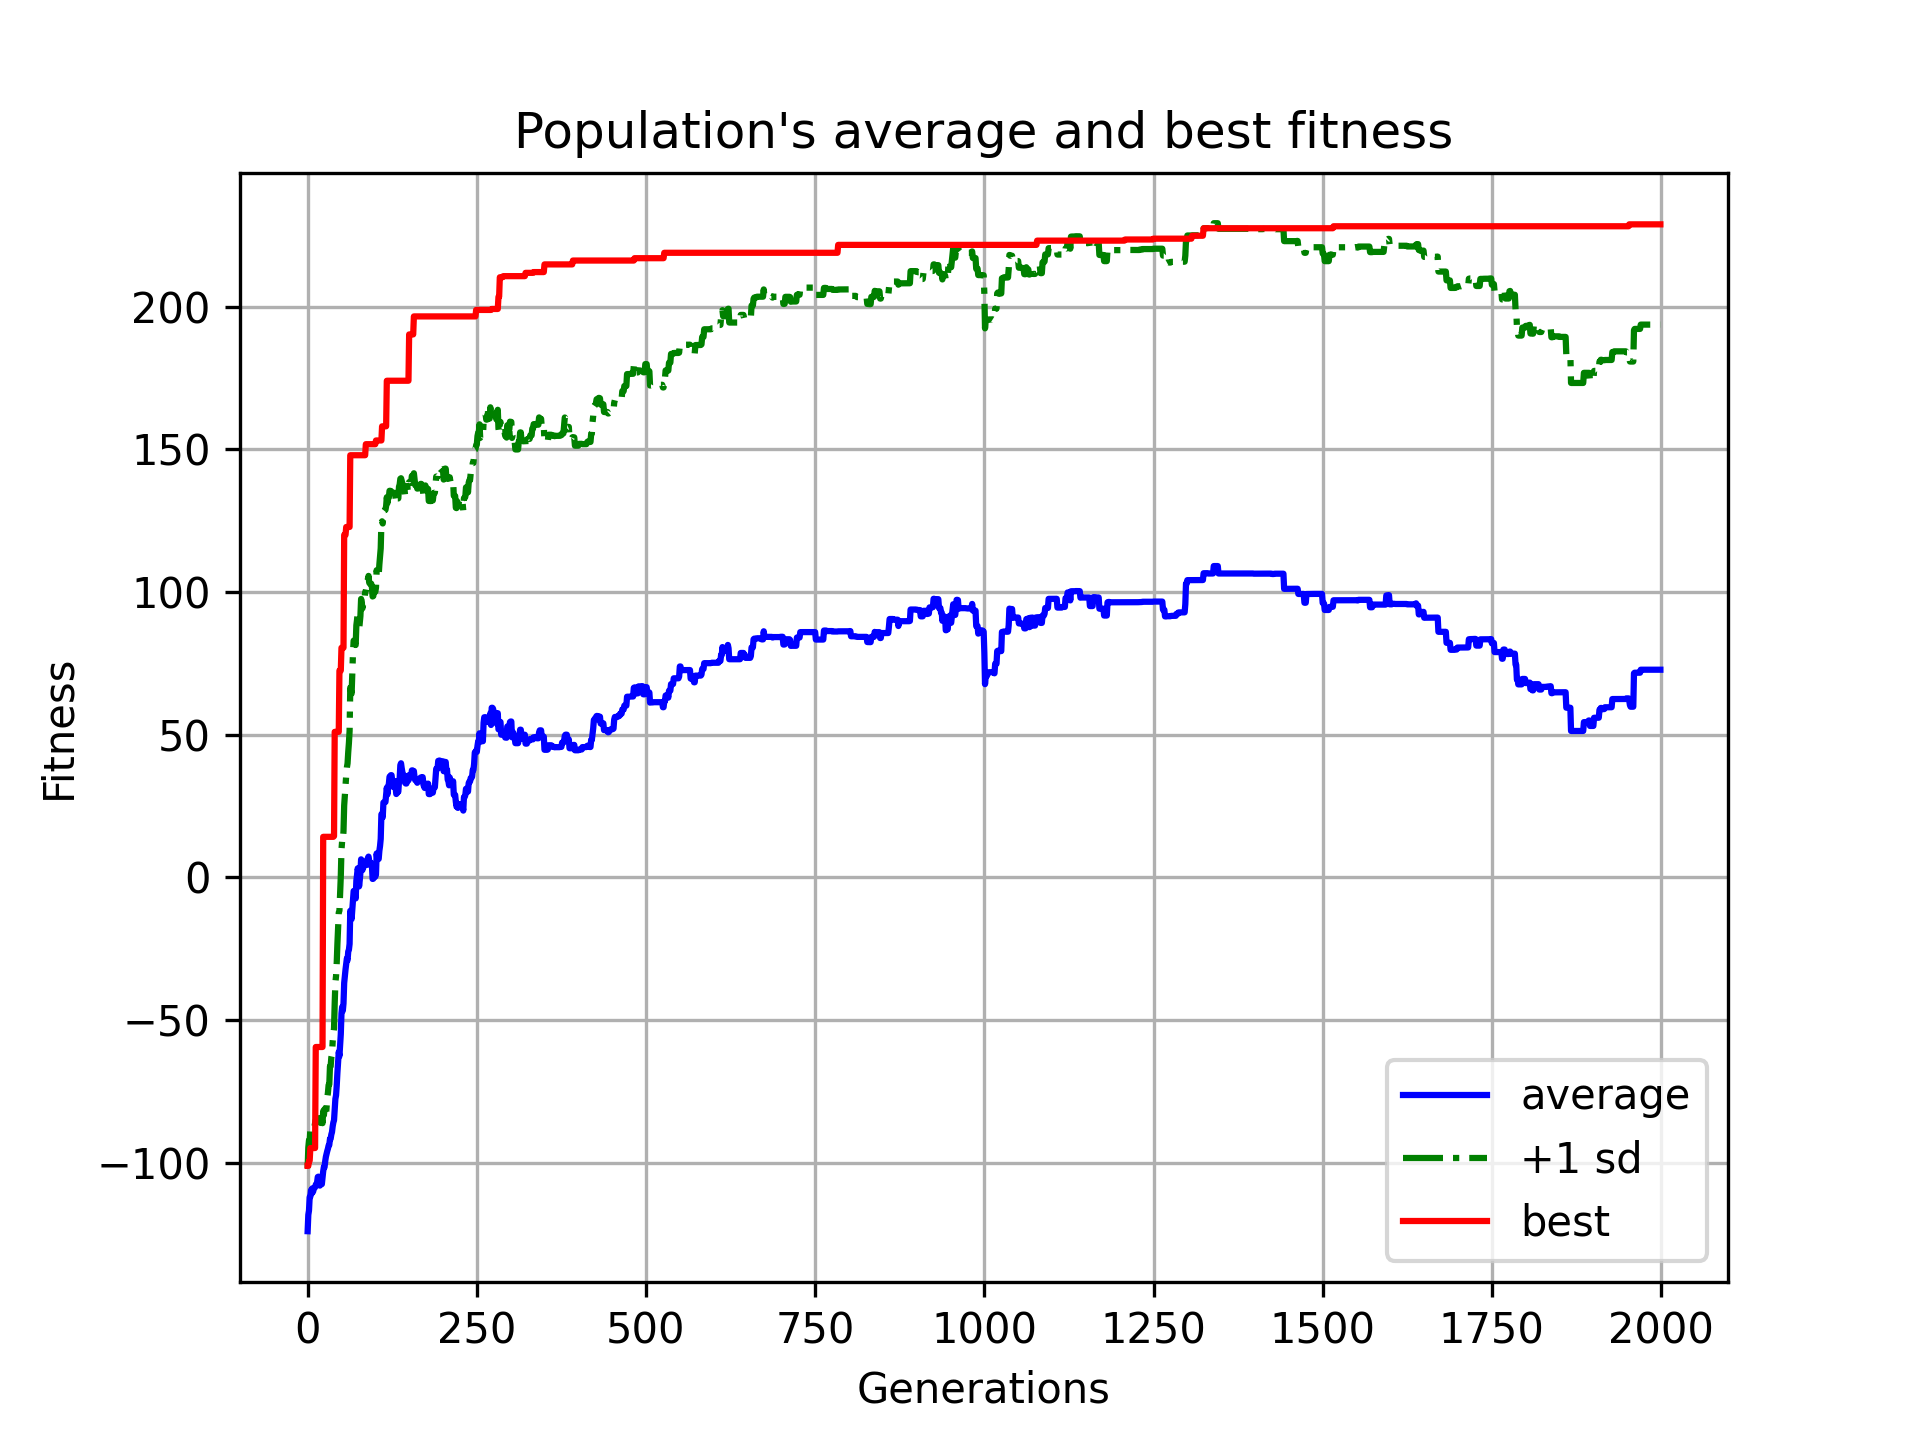 Population's average and best fitness
Fitness
200
150
100
50
0
−50
−100
0 250 500 750 1000 1250 1500 1750 2000
Generations
average
+1 sd
best